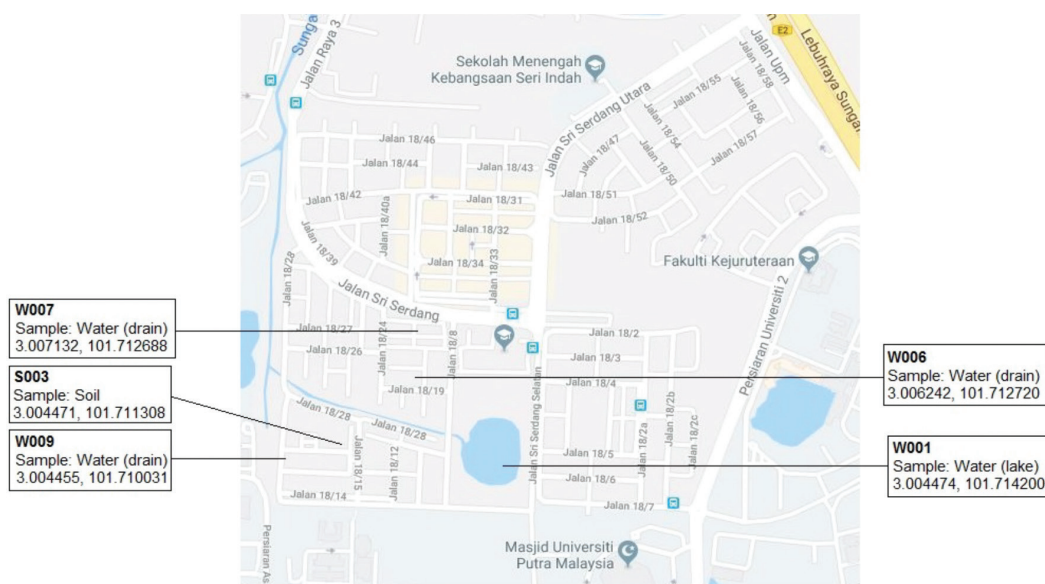 Sunga
Jalan Raya 3
Sekolah Menengah
Kebangsaan Seri Indah
E2
Lebuhraya Sungai
Jalan Upm
Jalan 18/58
Jalan 18/55
Jalan 18/56
Jalan 18/57
Jalan 18/54
Jalan 18/50
Jalan 18/47
Jalan Sri Serdang Utara
Jalan 18/46
Jalan 18/44
Jalan 18/43
Jalan 18/42
Jalan 18/40a
Jalan 18/31
Jalan 18/51
Jalan 18/52
Jalan 18/32
Jalan 18/33
Jalan 18/34
Jalan 18/39
Jalan 18/28
Fakulti Kejuruteraan
Persiaran Universiti 2
Jalan Sri Serdang
W007
Sample: Water (drain)
3.007132, 101.712688
Jalan 18/27
Jalan 18/24
Jalan 18/8
Jalan 18/26
Jalan 18/19
Jalan 18/2
Jalan 18/3
Jalan 18/4
W006
Sample: Water (drain)
3.006242, 101.712720
S003
Sample: Soil
3.004471, 101.711308
Jalan 18/28
Jalan 18/28
Jalan Sri Serdang Selatan
Jalan 18/2a
Jalan 18/2b
Jalan 18/2c
W009
Sample: Water (drain)
3.004455, 101.710031
Jalan 18/12
Jalan 18/15
Jalan 18/14
Jalan 18/5
Jalan 18/6
Jalan 18/7
W001
Sample: Water (lake)
3.004474, 101.714200
Persiaran As
Masjid Universiti
Putra Malaysia